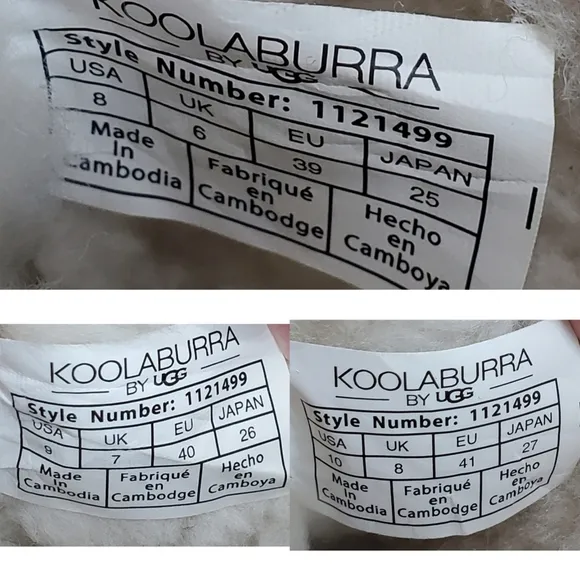 KOOLABURRA
BY UGG
Style Number: 1121499
USA UK EU JAPAN
8 6 39 25
Made Fabriqué Hecho
In en en
Cambodia Cambodge Camboya
KOOLABURRA
BY UGG
Style Number: 1121499
USA UK EU JAPAN
9 7 40 26
Made Fabriqué Hecho
In en en
Cambodia Cambodge Camboya
KOOLABURRA
BY UGG
Style Number: 1121499
USA UK EU JAPAN
10 8 41 27
Made Fabriqué Hecho
In en en
Cambodia Cambodge Camboya